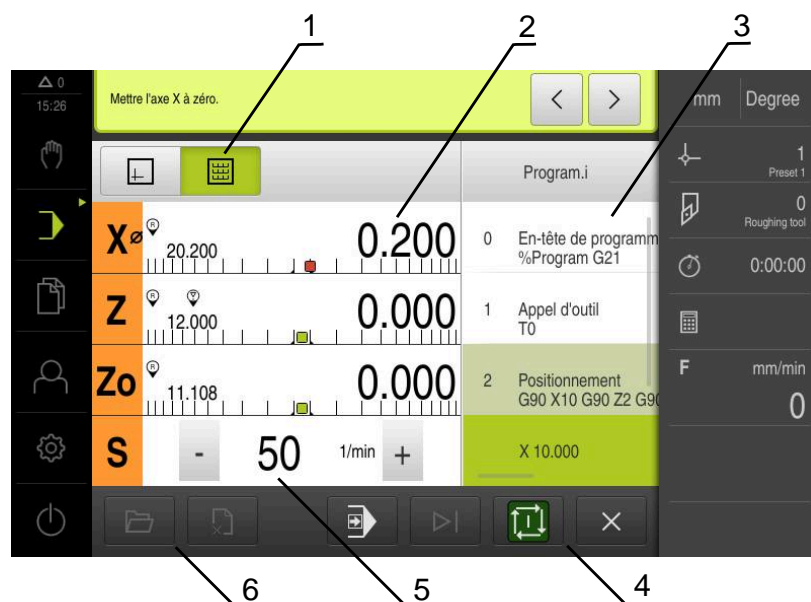 1 2 3
0
15:26
Mettre l'axe X à zéro.
mm Degree
Program.i
1
Preset 1
X ⌀ R 20.200 0.200
0 En-tête de programm
%Program G21
0
Roughing tool
Z R 12.000 0.000
1 Appel d'outil
T0
0:00:00
Zo R 11.108 0.000
2 Positionnement
G90 X10 G90 Z2 G90
F mm/min
0
S - 50 1/min +
X 10.000
6 5 4